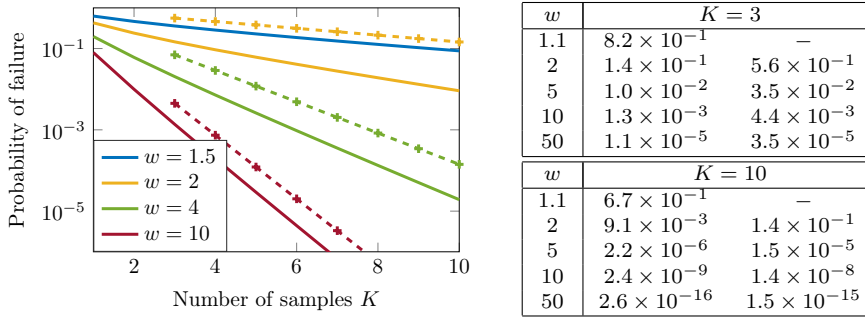 Probability of failure
10⁻¹
10⁻³
10⁻⁵
w = 1.5
w = 2
w = 4
w = 10
2 4 6 8 10
Number of samples K
w K = 3
1.1 8.2 × 10⁻¹ –
2 1.4 × 10⁻¹ 5.6 × 10⁻¹
5 1.0 × 10⁻² 3.5 × 10⁻²
10 1.3 × 10⁻³ 4.4 × 10⁻³
50 1.1 × 10⁻⁵ 3.5 × 10⁻⁵
w K = 10
1.1 6.7 × 10⁻¹ –
2 9.1 × 10⁻³ 1.4 × 10⁻¹
5 2.2 × 10⁻⁶ 1.5 × 10⁻⁵
10 2.4 × 10⁻⁹ 1.4 × 10⁻⁸
50 2.6 × 10⁻¹⁶ 1.5 × 10⁻¹⁵